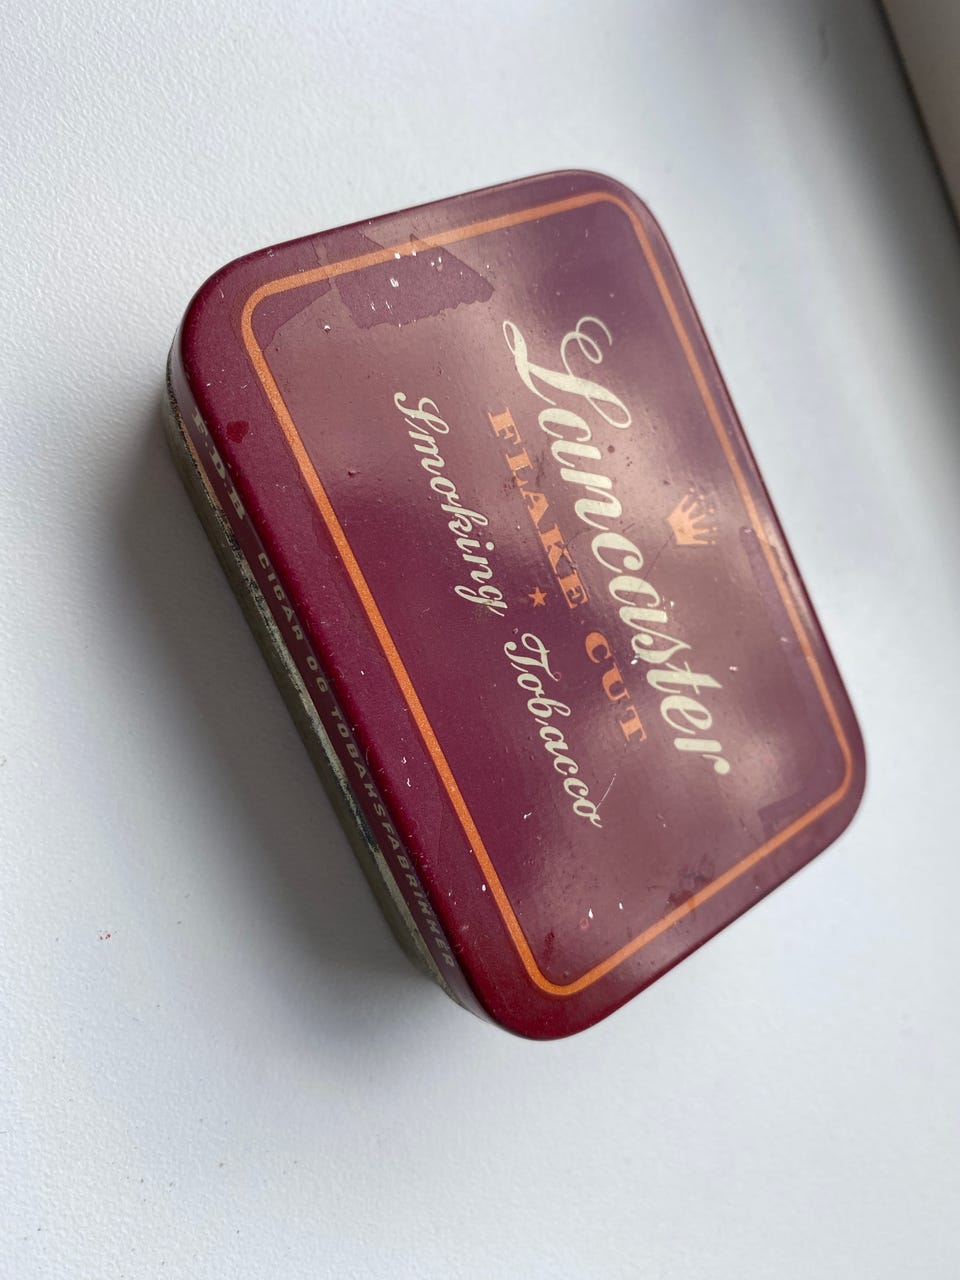 Lancaster
FLAKE CUT
Smoking Tobacco
CIGAR OG TOBAKSFABRIKKER